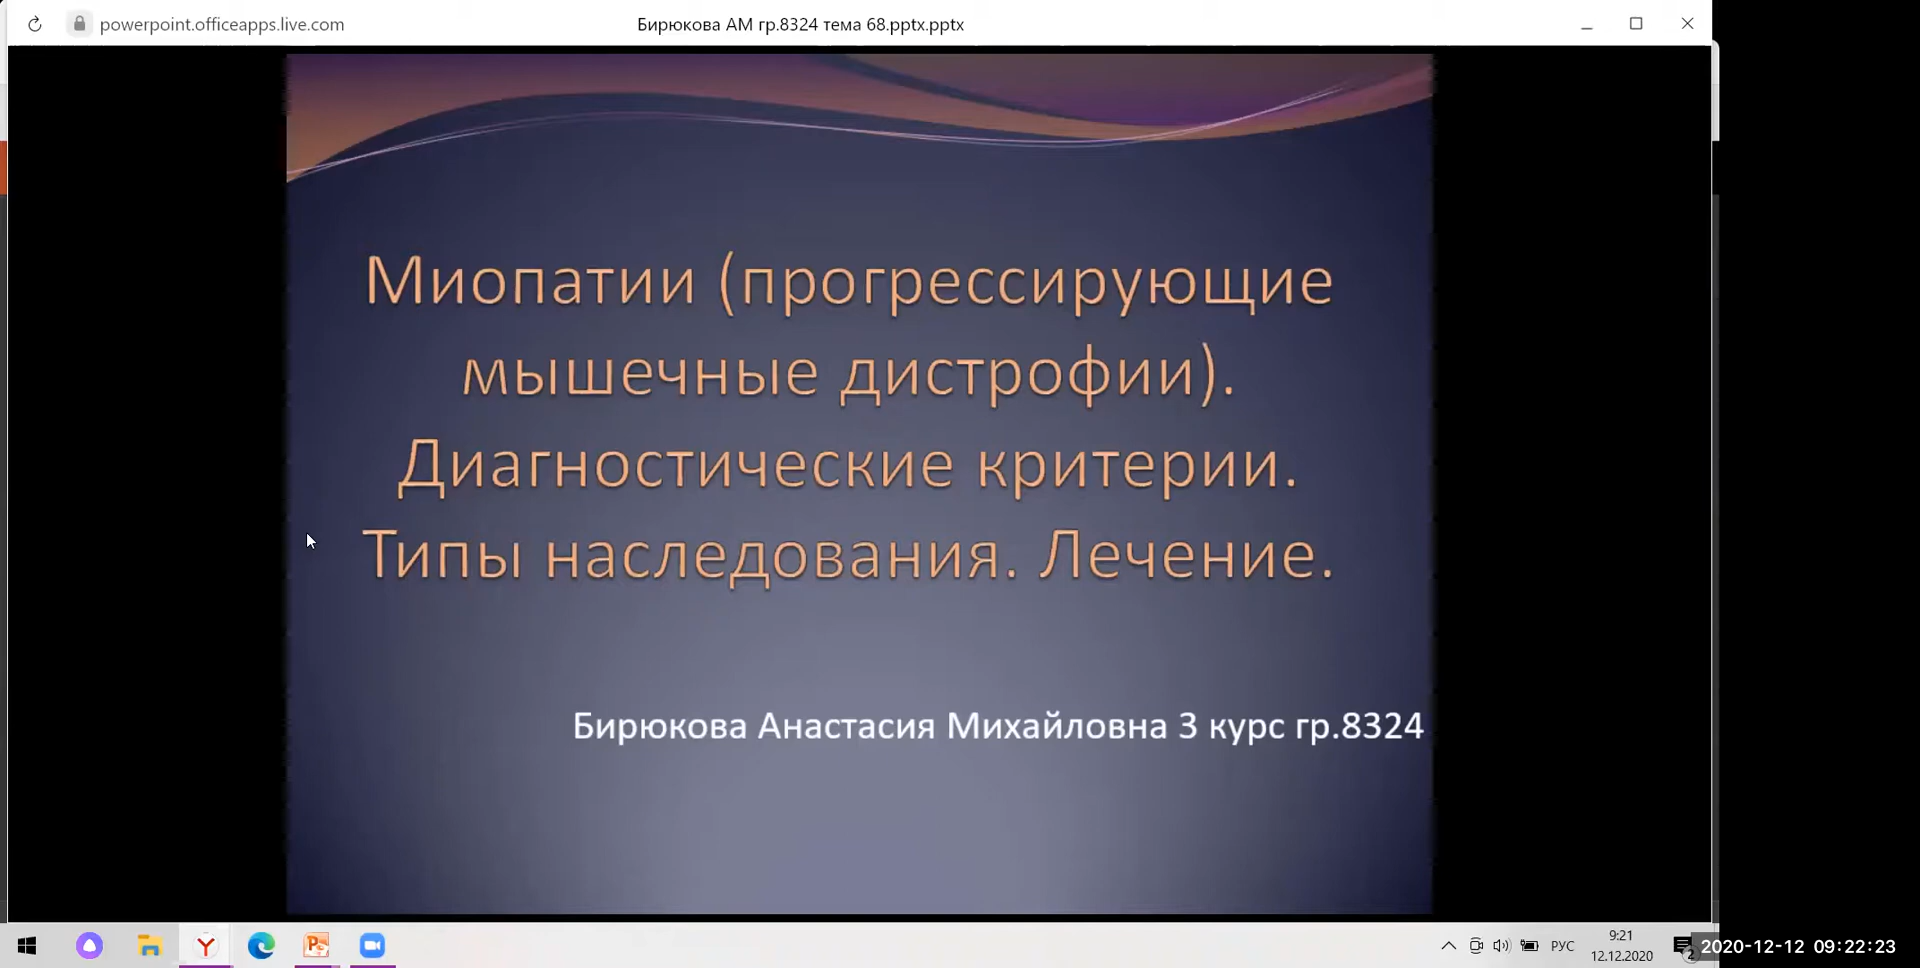 powerpoint.officeapps.live.com
Бирюкова АМ гр.8324 тема 68.pptx.pptx
Миопатии (прогрессирующие
мышечные дистрофии).
Диагностические критерии.
Типы наследования. Лечение.
Бирюкова Анастасия Михайловна 3 курс гр.8324
РУС
9:21
12.12.2020
2
2020-12-12 09:22:23